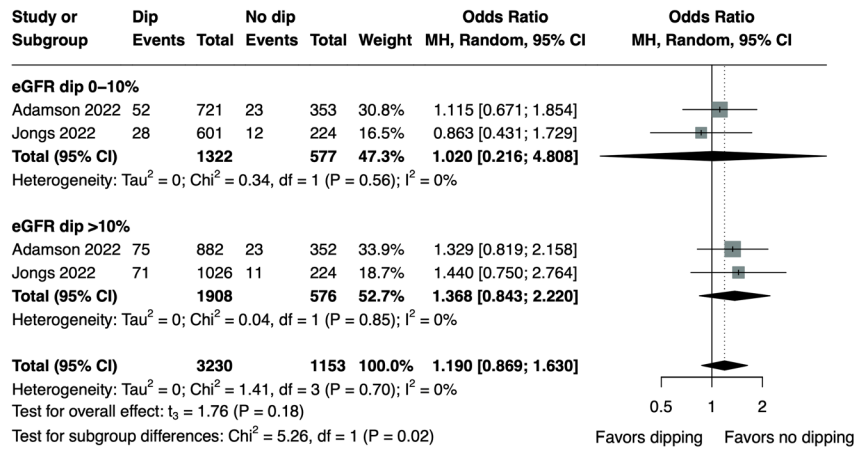 Study or Dip No dip Odds Ratio Odds Ratio
Subgroup Events Total Events Total Weight MH, Random, 95% CI MH, Random, 95% CI
eGFR dip 0–10%
Adamson 2022 52 721 23 353 30.8% 1.115 [0.671; 1.854]
Jongs 2022 28 601 12 224 16.5% 0.863 [0.431; 1.729]
Total (95% CI) 1322 577 47.3% 1.020 [0.216; 4.808]
Heterogeneity: Tau² = 0; Chi² = 0.34, df = 1 (P = 0.56); I² = 0%
eGFR dip >10%
Adamson 2022 75 882 23 352 33.9% 1.329 [0.819; 2.158]
Jongs 2022 71 1026 11 224 18.7% 1.440 [0.750; 2.764]
Total (95% CI) 1908 576 52.7% 1.368 [0.843; 2.220]
Heterogeneity: Tau² = 0; Chi² = 0.04, df = 1 (P = 0.85); I² = 0%
Total (95% CI) 3230 1153 100.0% 1.190 [0.869; 1.630]
Heterogeneity: Tau² = 0; Chi² = 1.41, df = 3 (P = 0.70); I² = 0%
Test for overall effect: t₃ = 1.76 (P = 0.18)
Test for subgroup differences: Chi² = 5.26, df = 1 (P = 0.02)
0.5 1 2
Favors dipping Favors no dipping